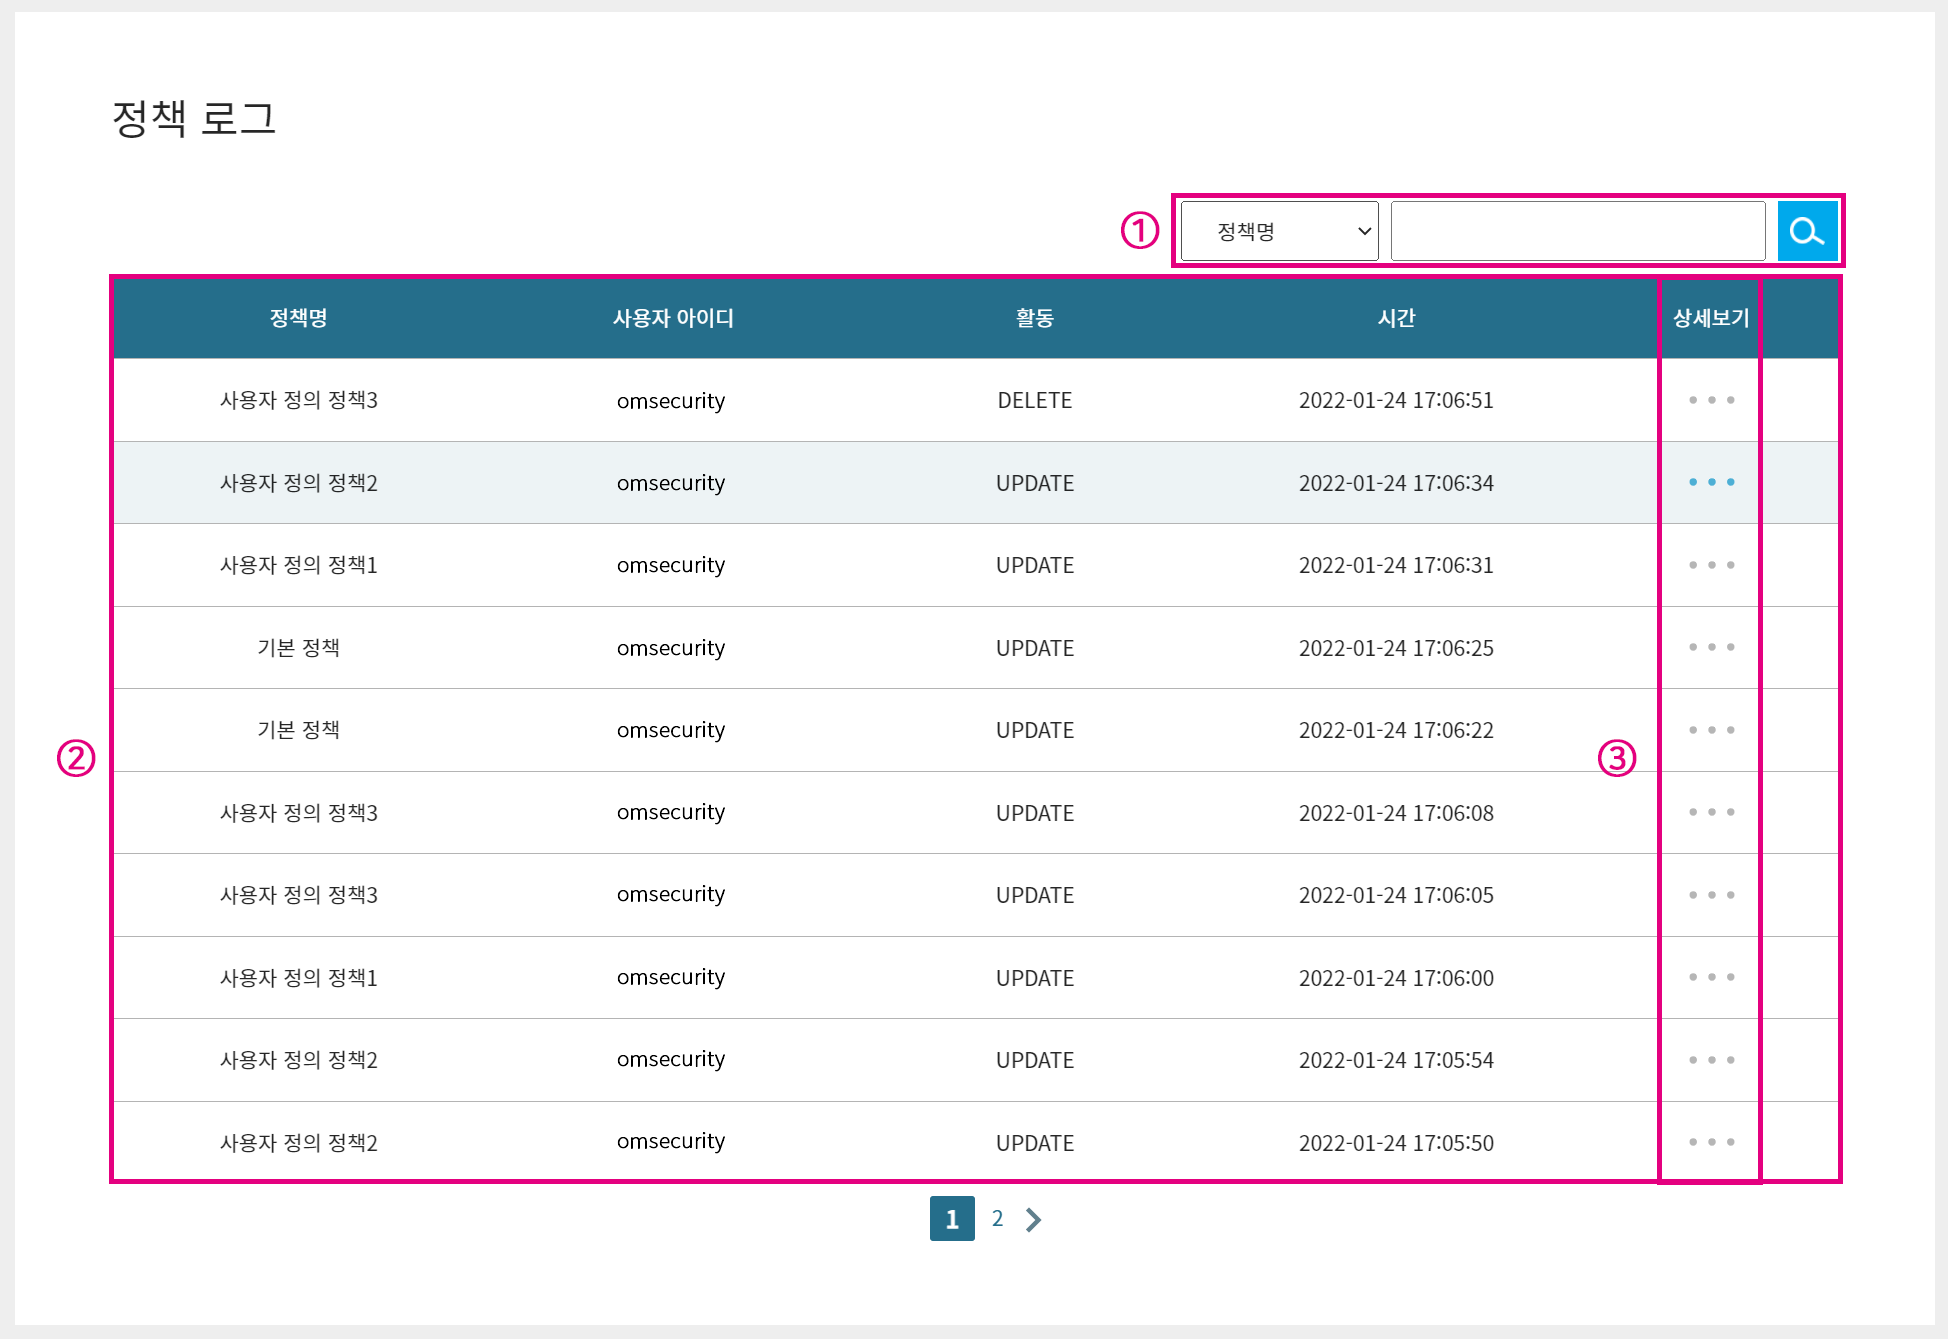 정책 로그
① 정책명
정책명 사용자 아이디 활동 시간 상세보기
사용자 정의 정책3 omsecurity DELETE 2022-01-24 17:06:51
사용자 정의 정책2 omsecurity UPDATE 2022-01-24 17:06:34
사용자 정의 정책1 omsecurity UPDATE 2022-01-24 17:06:31
기본 정책 omsecurity UPDATE 2022-01-24 17:06:25
기본 정책 omsecurity UPDATE 2022-01-24 17:06:22
② ③
사용자 정의 정책3 omsecurity UPDATE 2022-01-24 17:06:08
사용자 정의 정책3 omsecurity UPDATE 2022-01-24 17:06:05
사용자 정의 정책1 omsecurity UPDATE 2022-01-24 17:06:00
사용자 정의 정책2 omsecurity UPDATE 2022-01-24 17:05:54
사용자 정의 정책2 omsecurity UPDATE 2022-01-24 17:05:50
1 2